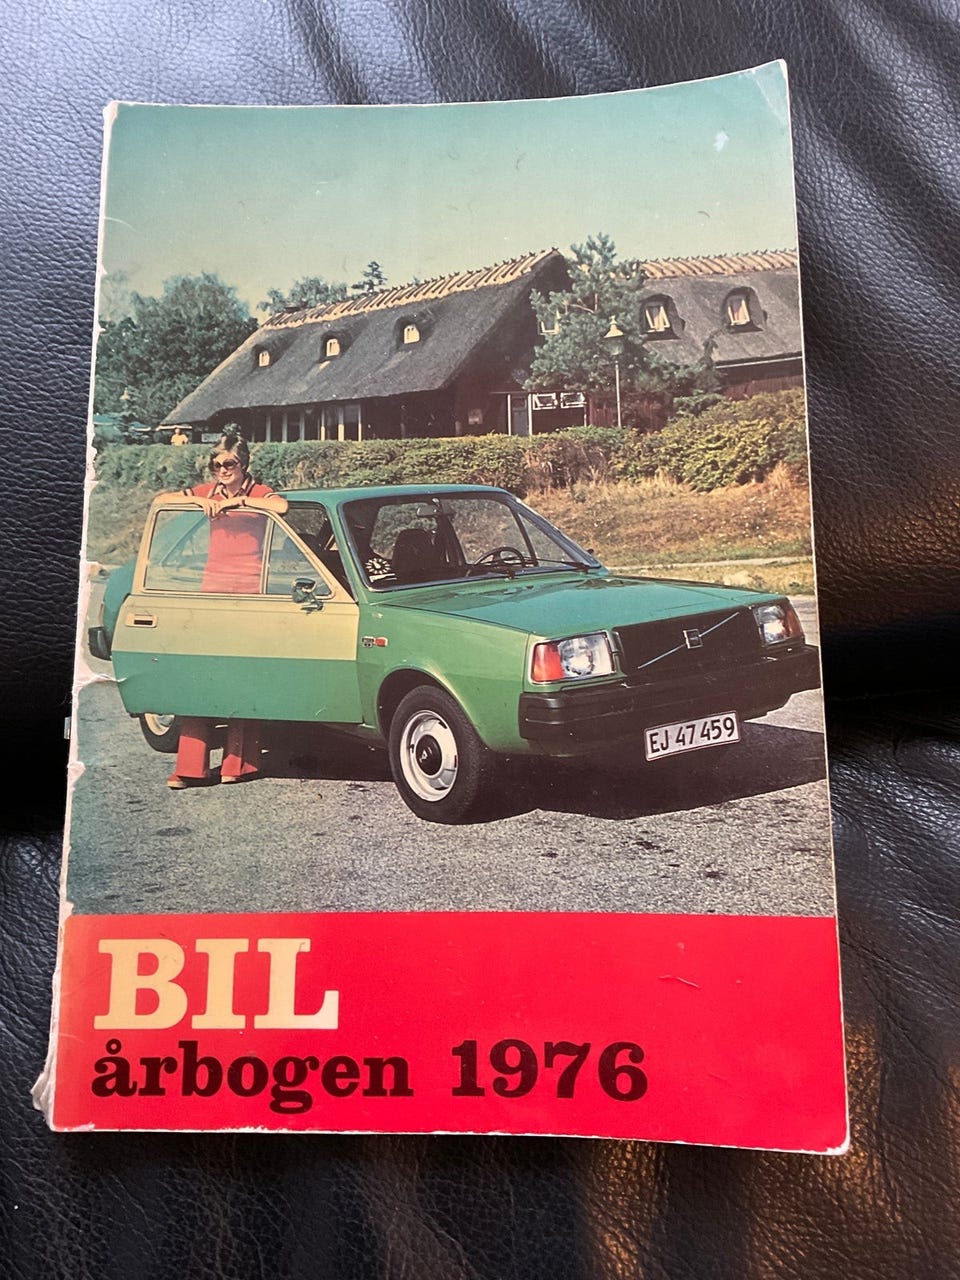 EJ 47 459
BIL
årbogen 1976